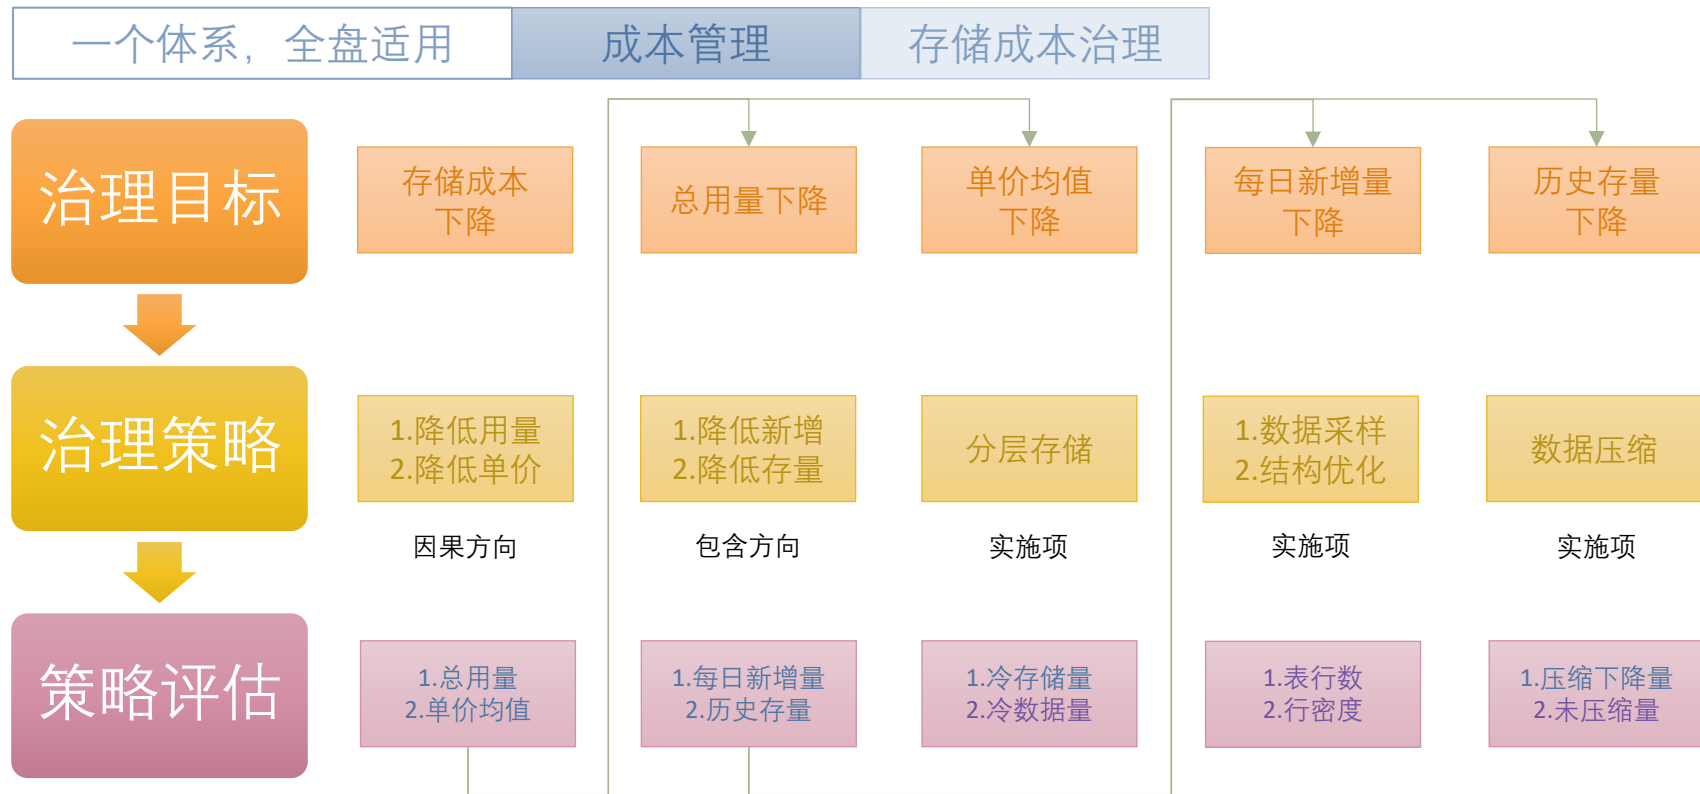 一个体系，全盘适用
成本管理
存储成本治理
治理目标
存储成本
下降
总用量下降
单价均值
下降
每日新增量
下降
历史存量
下降
治理策略
1.降低用量
2.降低单价
1.降低新增
2.降低存量
分层存储
1.数据采样
2.结构优化
数据压缩
因果方向
包含方向
实施项
实施项
实施项
策略评估
1.总用量
2.单价均值
1.每日新增量
2.历史存量
1.冷存储量
2.冷数据量
1.表行数
2.行密度
1.压缩下降量
2.未压缩量